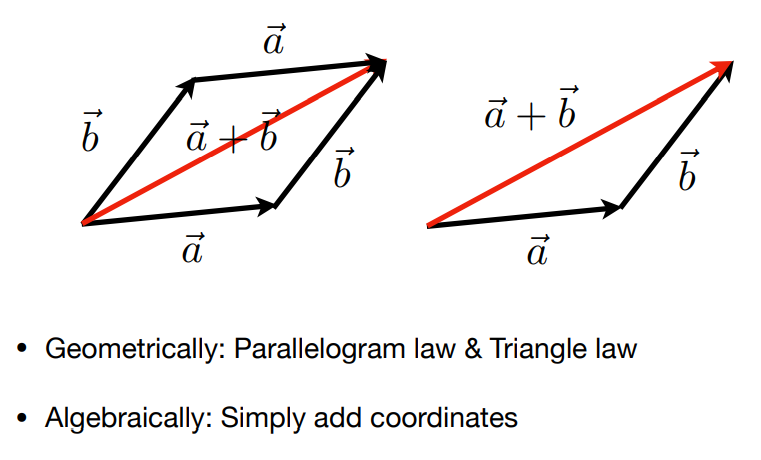 $\vec{a}$
$\vec{b}$
$\vec{a} + \vec{b}$
$\vec{b}$
$\vec{a}$
$\vec{a} + \vec{b}$
$\vec{b}$
$\vec{a}$
• Geometrically: Parallelogram law & Triangle law
• Algebraically: Simply add coordinates